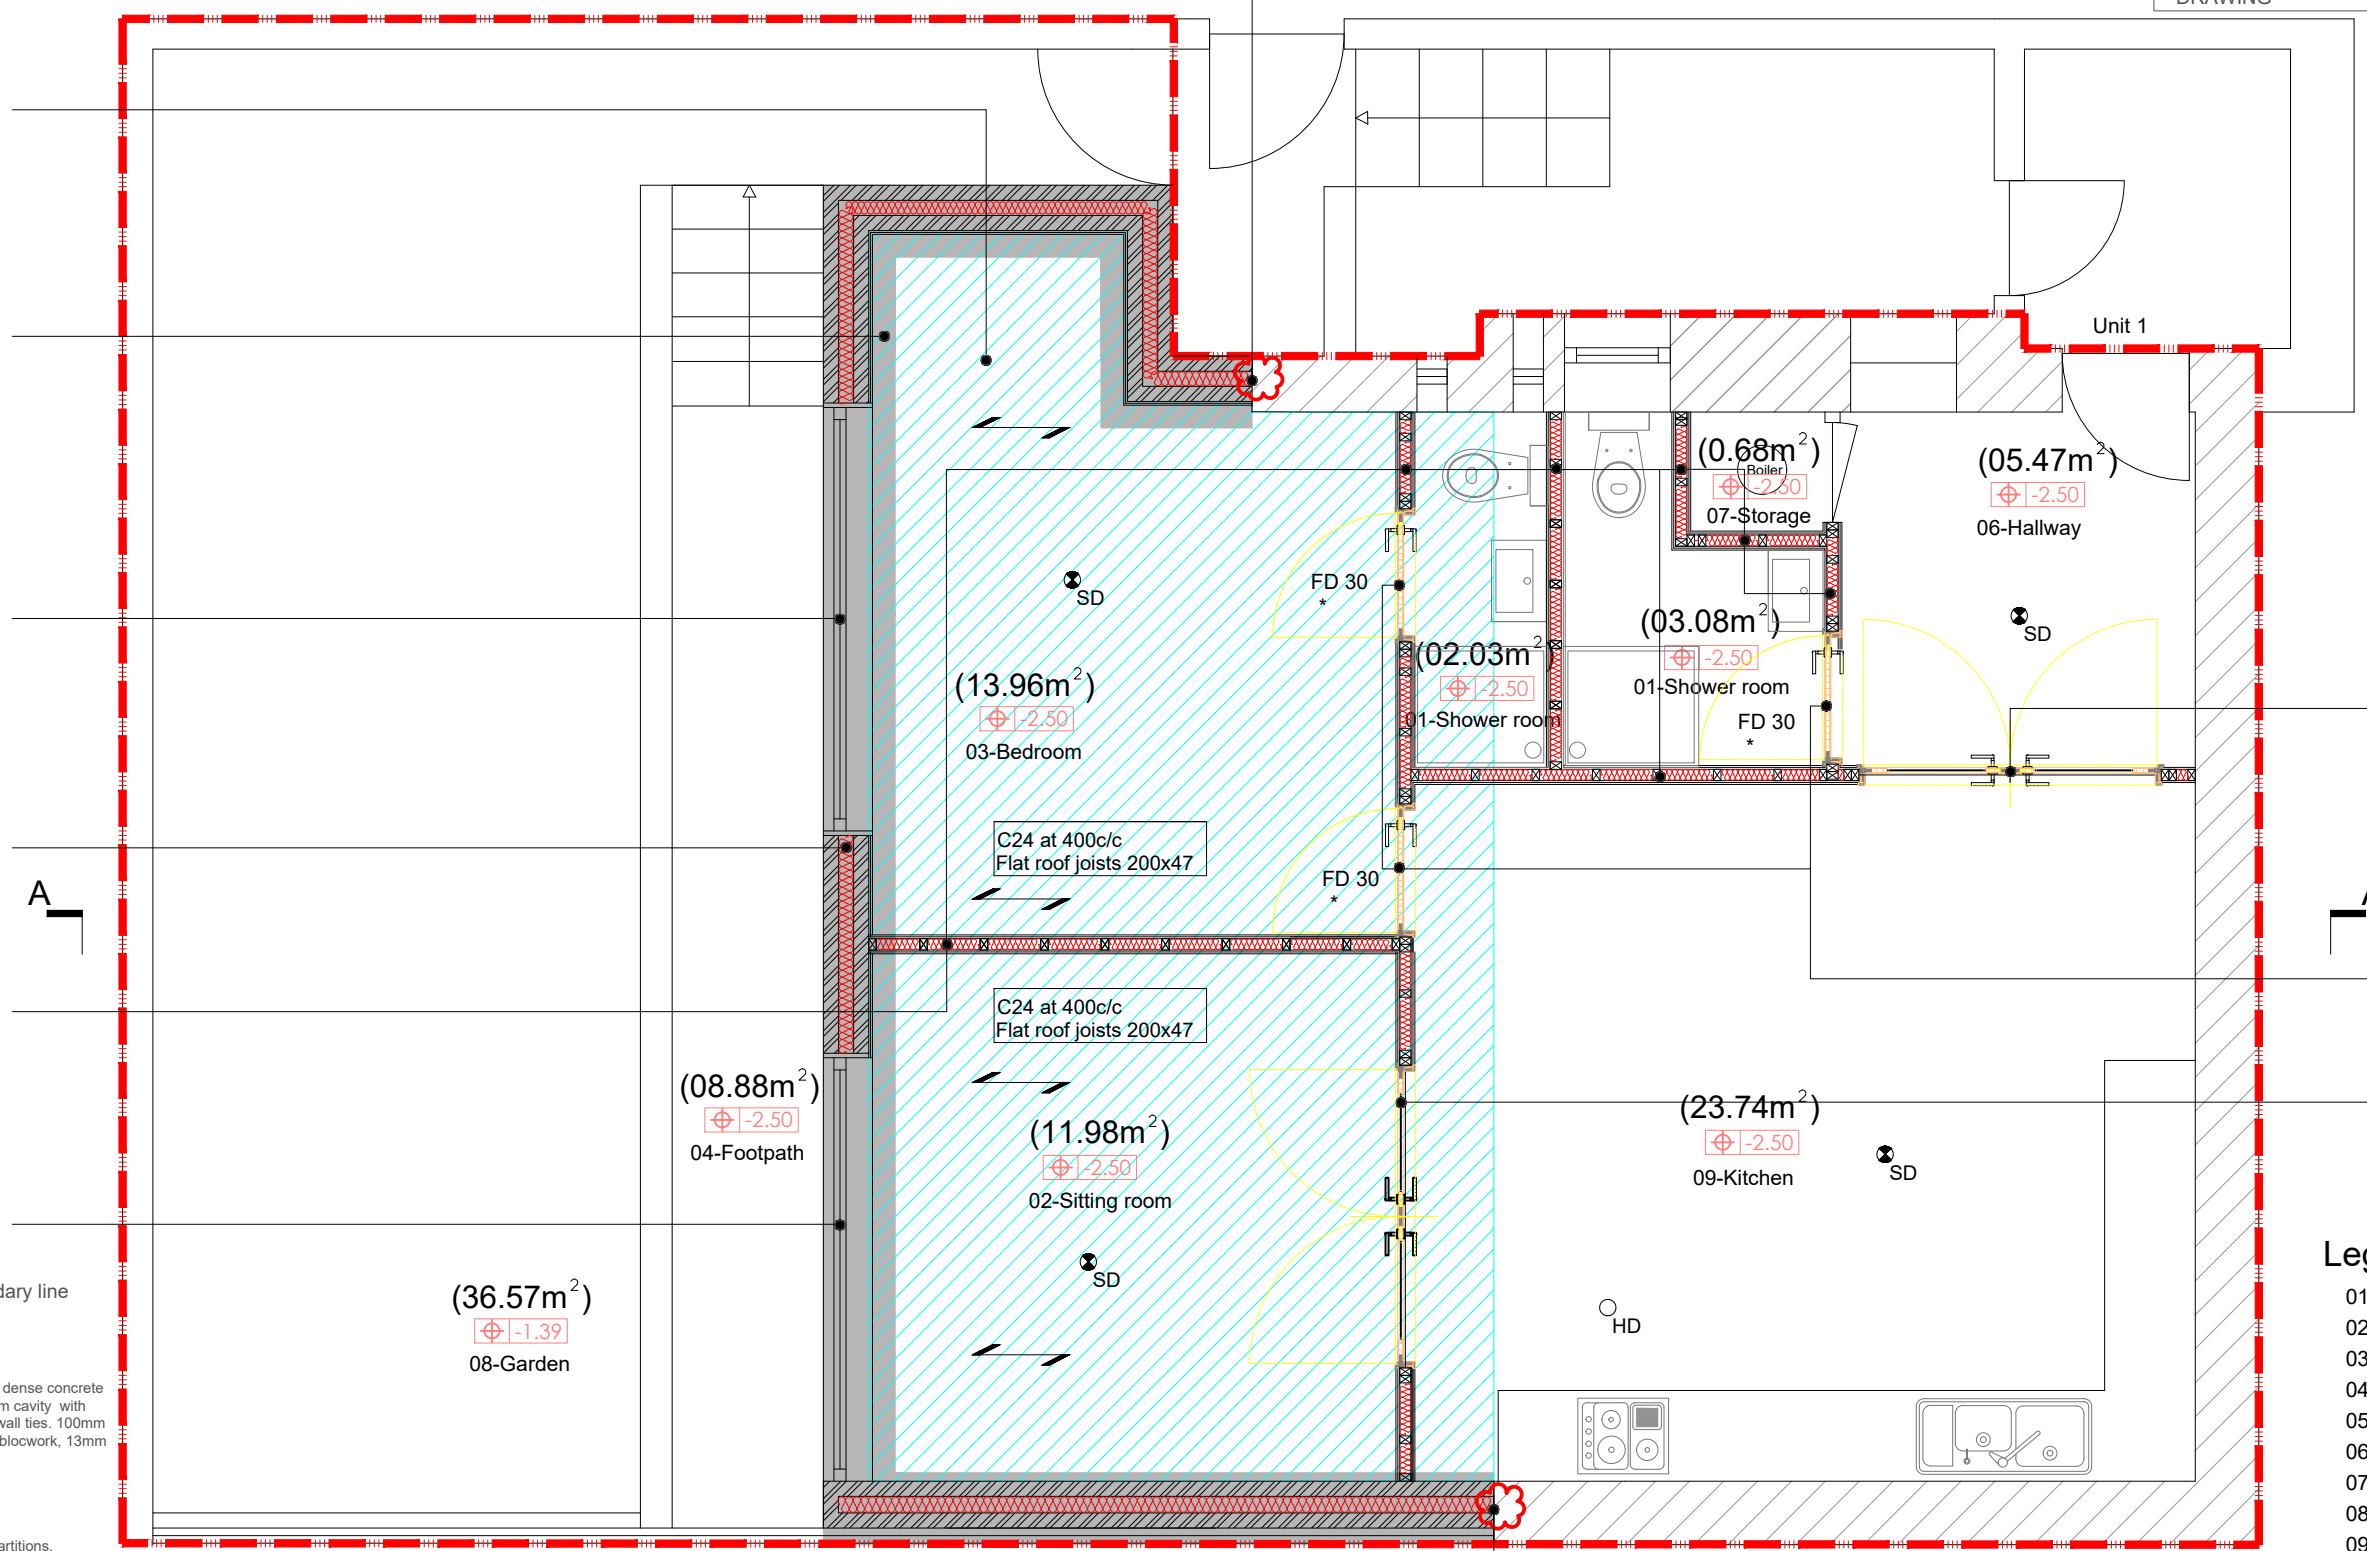 DRAWING
Unit 1
(0.68m²)
Boiler
-2.50
07-Storage
(05.47m²)
-2.50
06-Hallway
SD
FD 30
*
SD
(03.08m²)
-2.50
01-Shower room
FD 30
*
(02.03m²)
-2.50
01-Shower room
(13.96m²)
-2.50
03-Bedroom
C24 at 400c/c
Flat roof joists 200x47
FD 30
*
A
C24 at 400c/c
Flat roof joists 200x47
(08.88m²)
-2.50
04-Footpath
(11.98m²)
-2.50
02-Sitting room
SD
(23.74m²)
-2.50
09-Kitchen
SD
HD
(36.57m²)
-1.39
08-Garden
dary line
dense concrete
m cavity with
wall ties. 100mm
blocwork, 13mm
artitions.
Leg
01
02
03
04
05
06
07
08
09